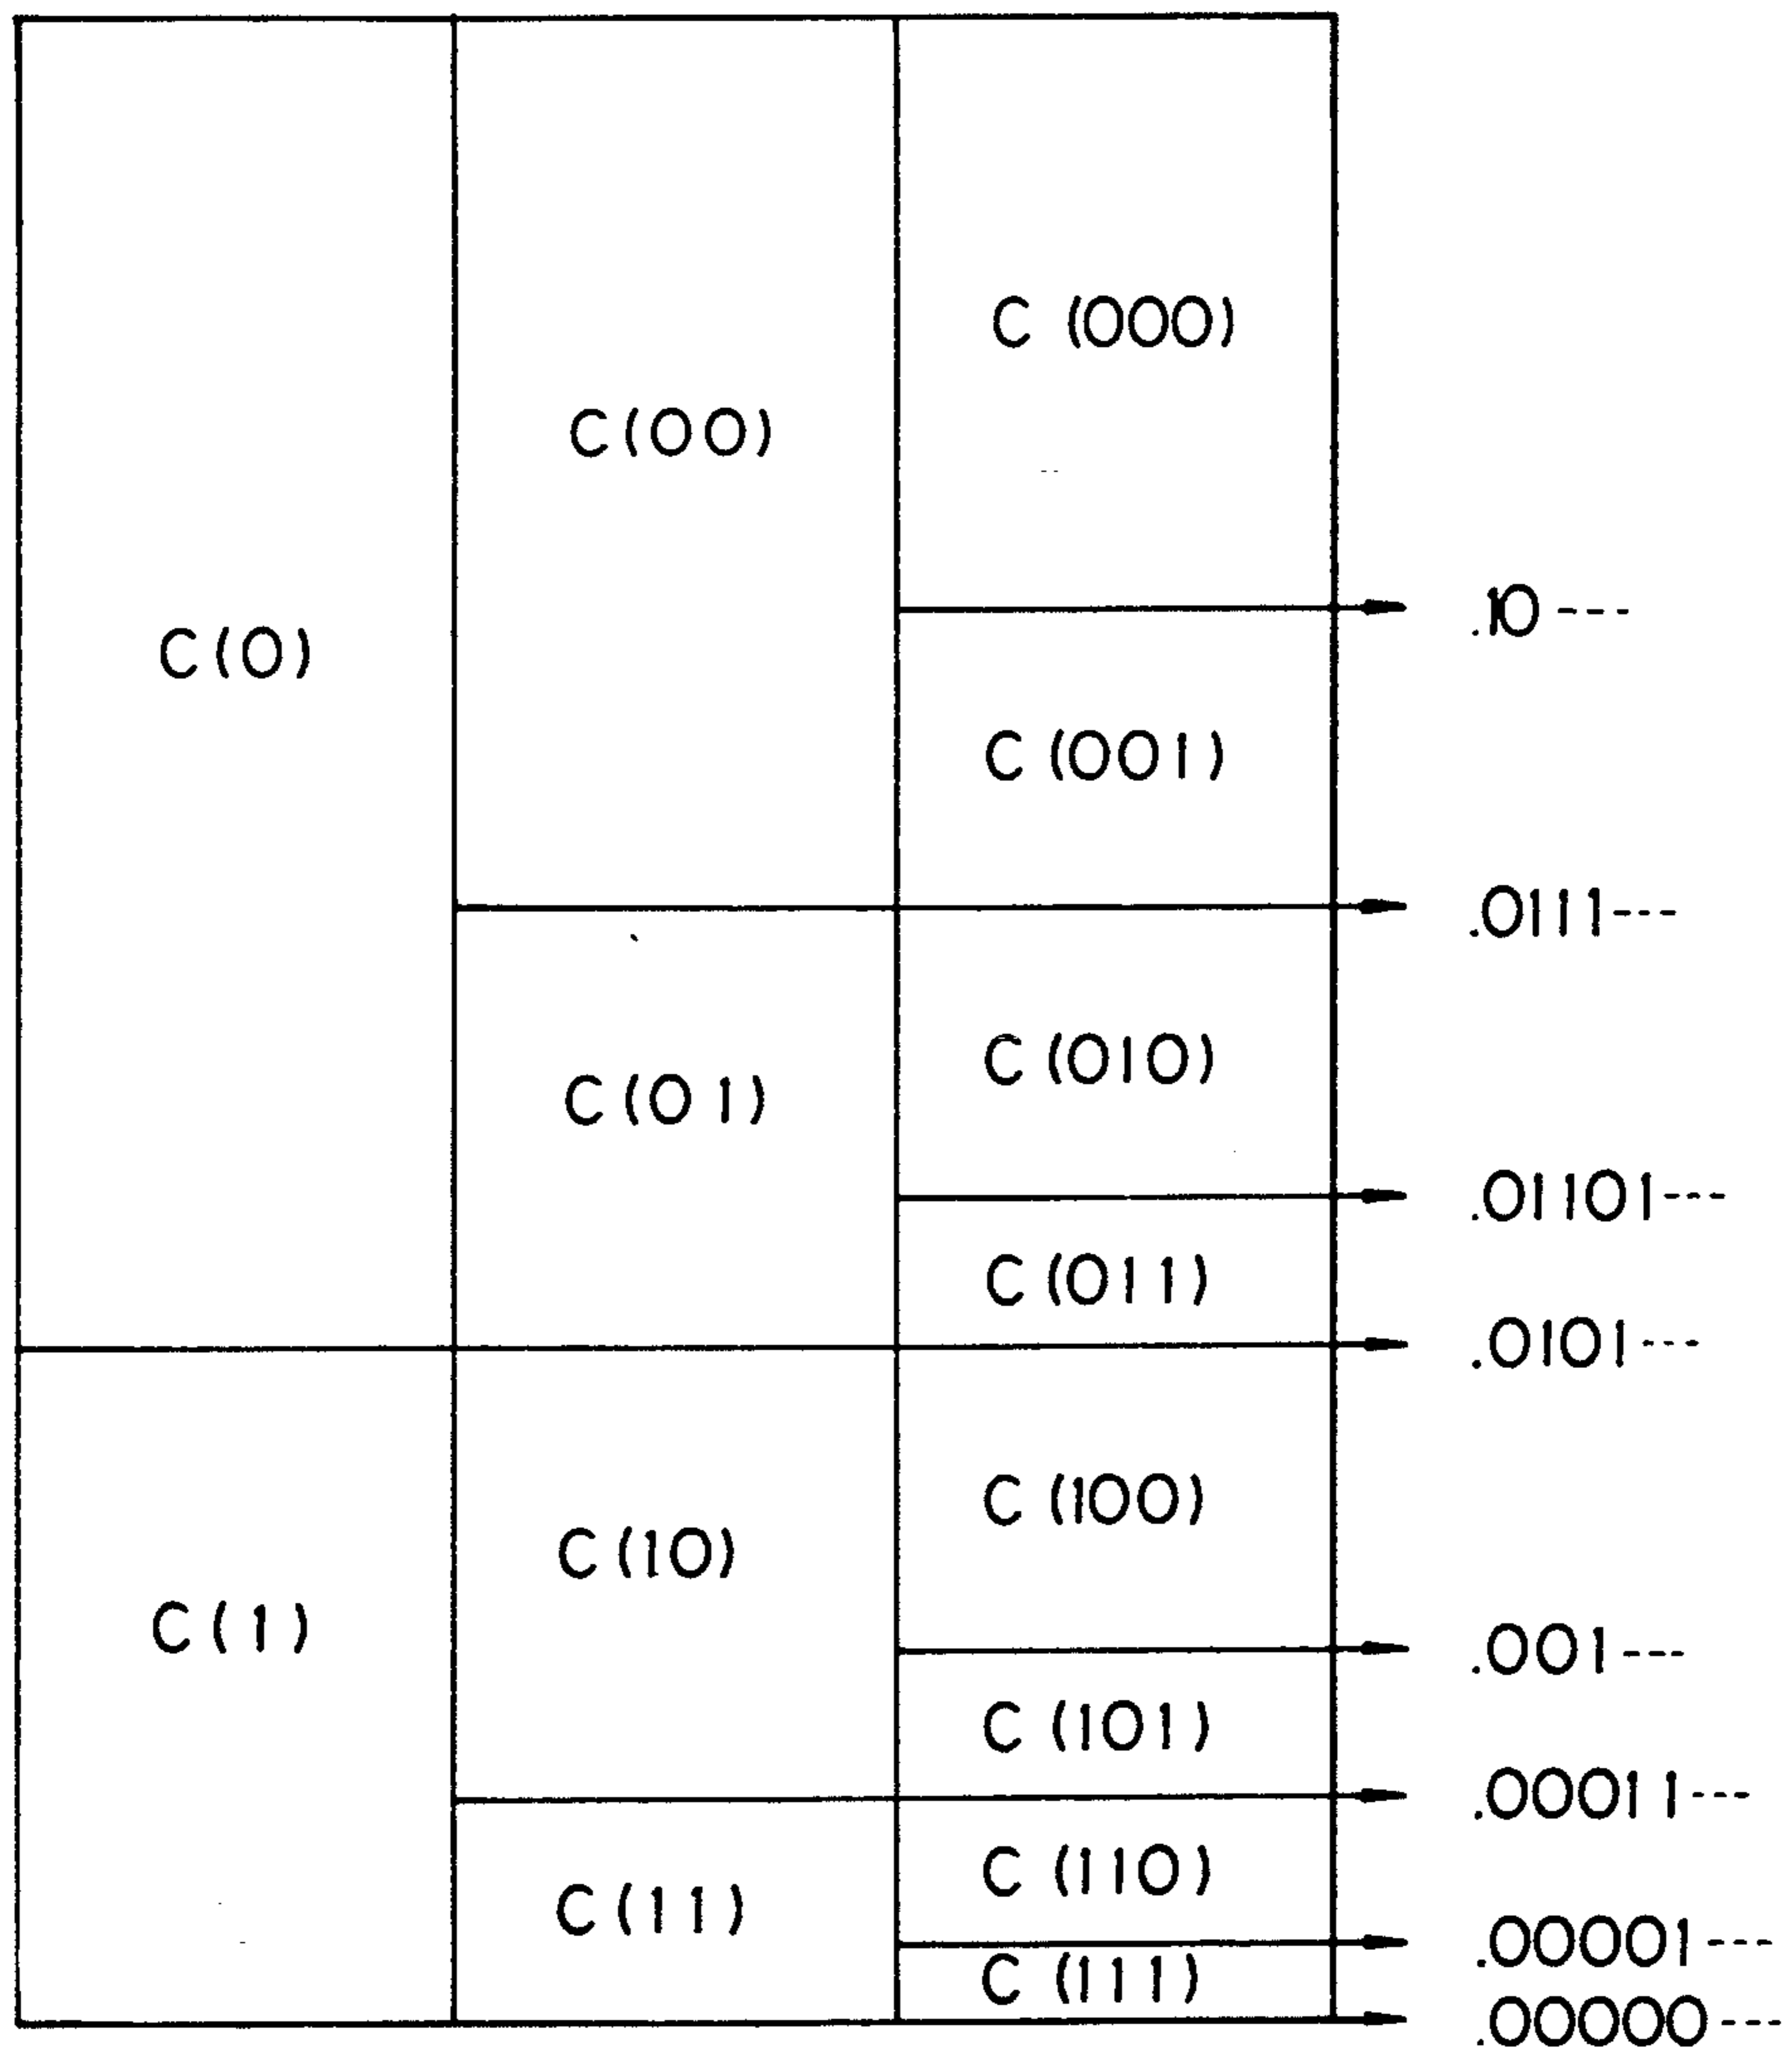 C (000)
C(00)
.10---
C(0)
C (001)
.0111---
C (010)
C(01)
.01101---
C (011)
.0101---
C (100)
C(10)
C(1)
.001---
C (101)
.00011---
C (110)
C(11)
.00001---
C (111)
.00000---